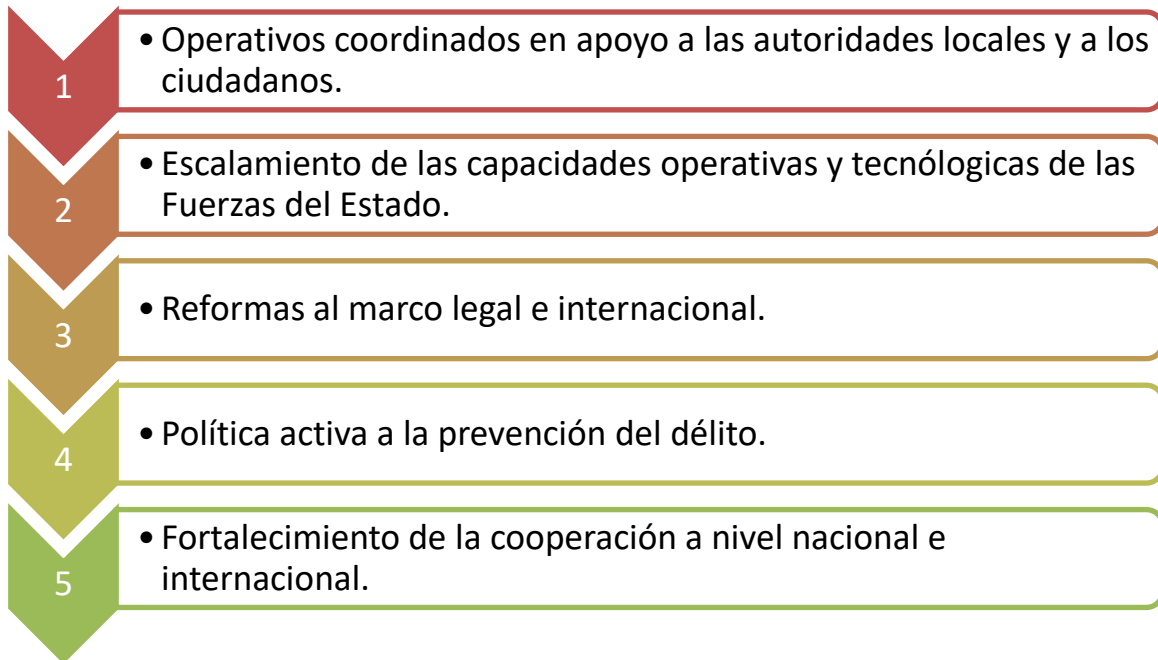 1
• Operativos coordinados en apoyo a las autoridades locales y a los
ciudadanos.
2
• Escalamiento de las capacidades operativas y tecnólogicas de las
Fuerzas del Estado.
3
• Reformas al marco legal e internacional.
4
• Política activa a la prevención del délito.
5
• Fortalecimiento de la cooperación a nivel nacional e
internacional.